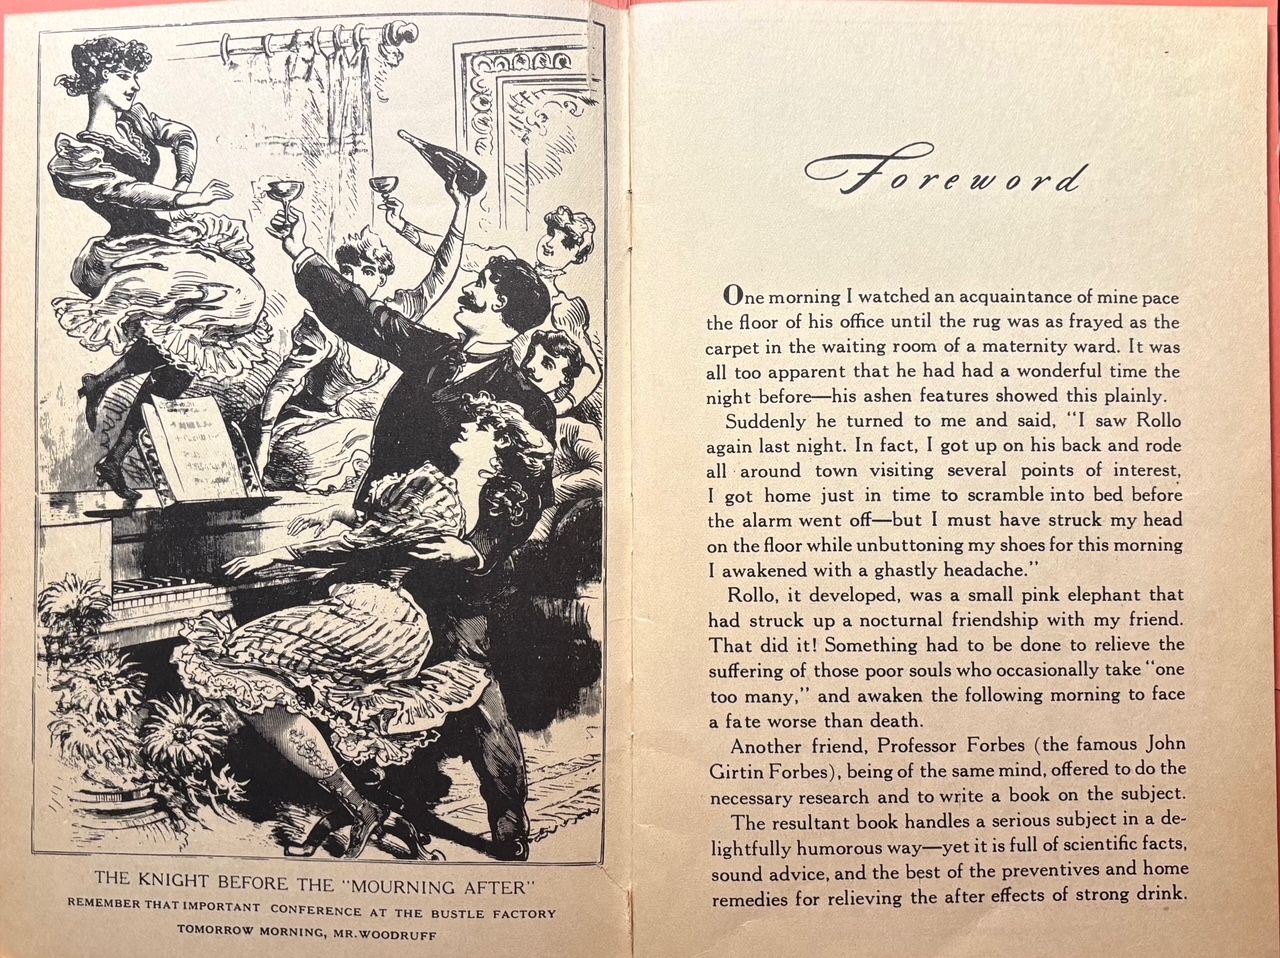 THE KNIGHT BEFORE THE "MOURNING AFTER"
REMEMBER THAT IMPORTANT CONFERENCE AT THE BUSTLE FACTORY
TOMORROW MORNING, MR. WOODRUFF
Foreword
One morning I watched an acquaintance of mine pace
the floor of his office until the rug was as frayed as the
carpet in the waiting room of a maternity ward. It was
all too apparent that he had had a wonderful time the
night before—his ashen features showed this plainly.
Suddenly he turned to me and said, "I saw Rollo
again last night. In fact, I got up on his back and rode
all around town visiting several points of interest,
I got home just in time to scramble into bed before
the alarm went off—but I must have struck my head
on the floor while unbuttoning my shoes for this morning
I awakened with a ghastly headache."
Rollo, it developed, was a small pink elephant that
had struck up a nocturnal friendship with my friend.
That did it! Something had to be done to relieve the
suffering of those poor souls who occasionally take "one
too many," and awaken the following morning to face
a fate worse than death.
Another friend, Professor Forbes (the famous John
Girtin Forbes), being of the same mind, offered to do the
necessary research and to write a book on the subject.
The resultant book handles a serious subject in a de-
lightfully humorous way—yet it is full of scientific facts,
sound advice, and the best of the preventives and home
remedies for relieving the after effects of strong drink.